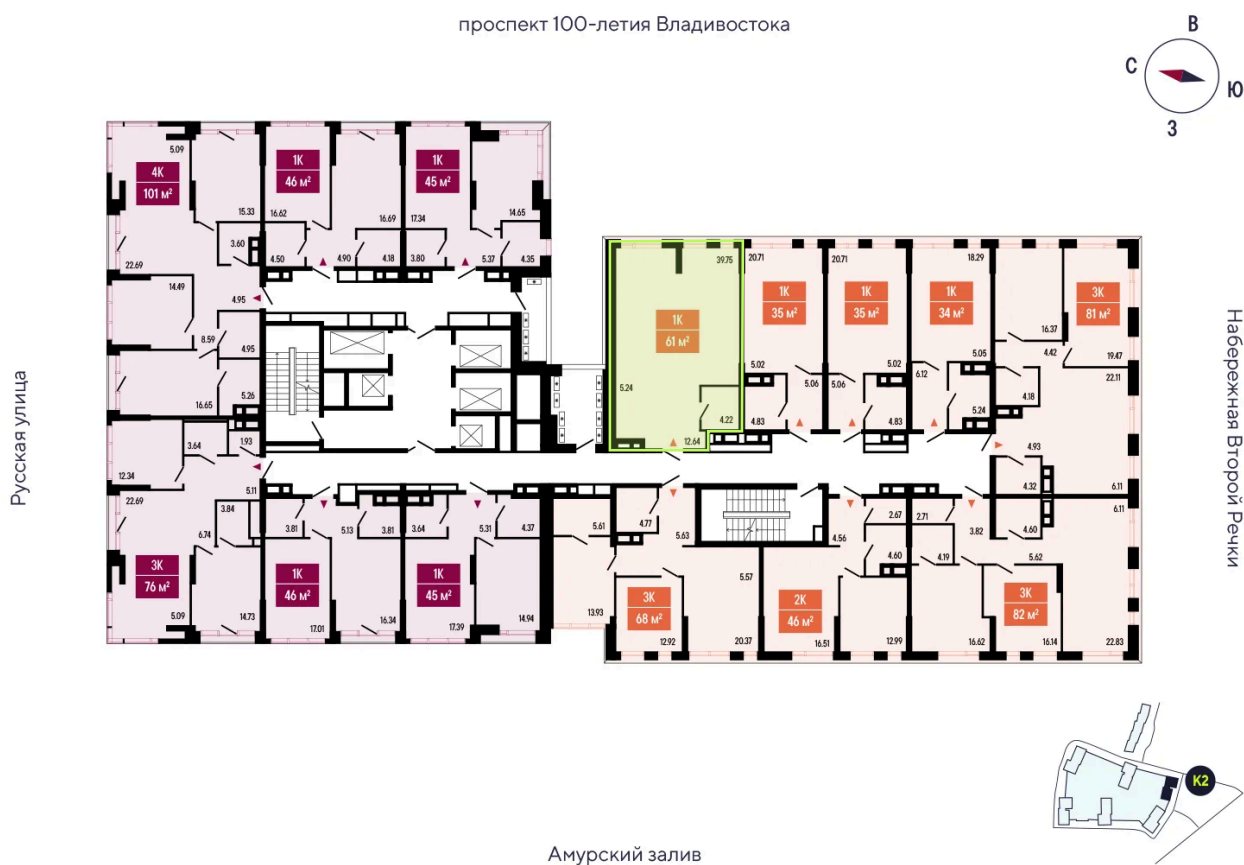 проспект 100-летия Владивостока
В
С
Ю
З
5.09
4К
101 м²
15.33
3.60
22.69
1К
46 м²
16.62
16.69
4.50
4.90
4.18
1К
45 м²
17.34
14.65
3.80
5.37
4.35
14.49
4.95
8.59
4.95
16.65
5.26
39.75
1К
61 м²
5.24
4.22
12.64
20.71
1К
35 м²
5.02
5.06
4.83
20.71
1К
35 м²
5.02
5.06
4.83
18.29
1К
34 м²
5.05
6.12
5.24
3К
81 м²
16.37
19.47
4.42
22.11
4.18
4.93
4.32
6.11
Русская улица
Набережная Второй Речки
3.64
1.93
12.34
22.69
5.11
3.84
6.74
3К
76 м²
5.09
14.73
3.81
5.13
3.81
1К
46 м²
17.01
16.34
3.64
5.31
4.37
1К
45 м²
17.39
14.94
5.61
4.77
5.63
5.57
13.93
3К
68 м²
12.92
20.37
2.67
4.56
4.60
2К
46 м²
16.51
12.99
2.71
3.82
4.60
6.11
4.19
5.62
3К
82 м²
16.62
16.14
22.83
К2
Амурский залив